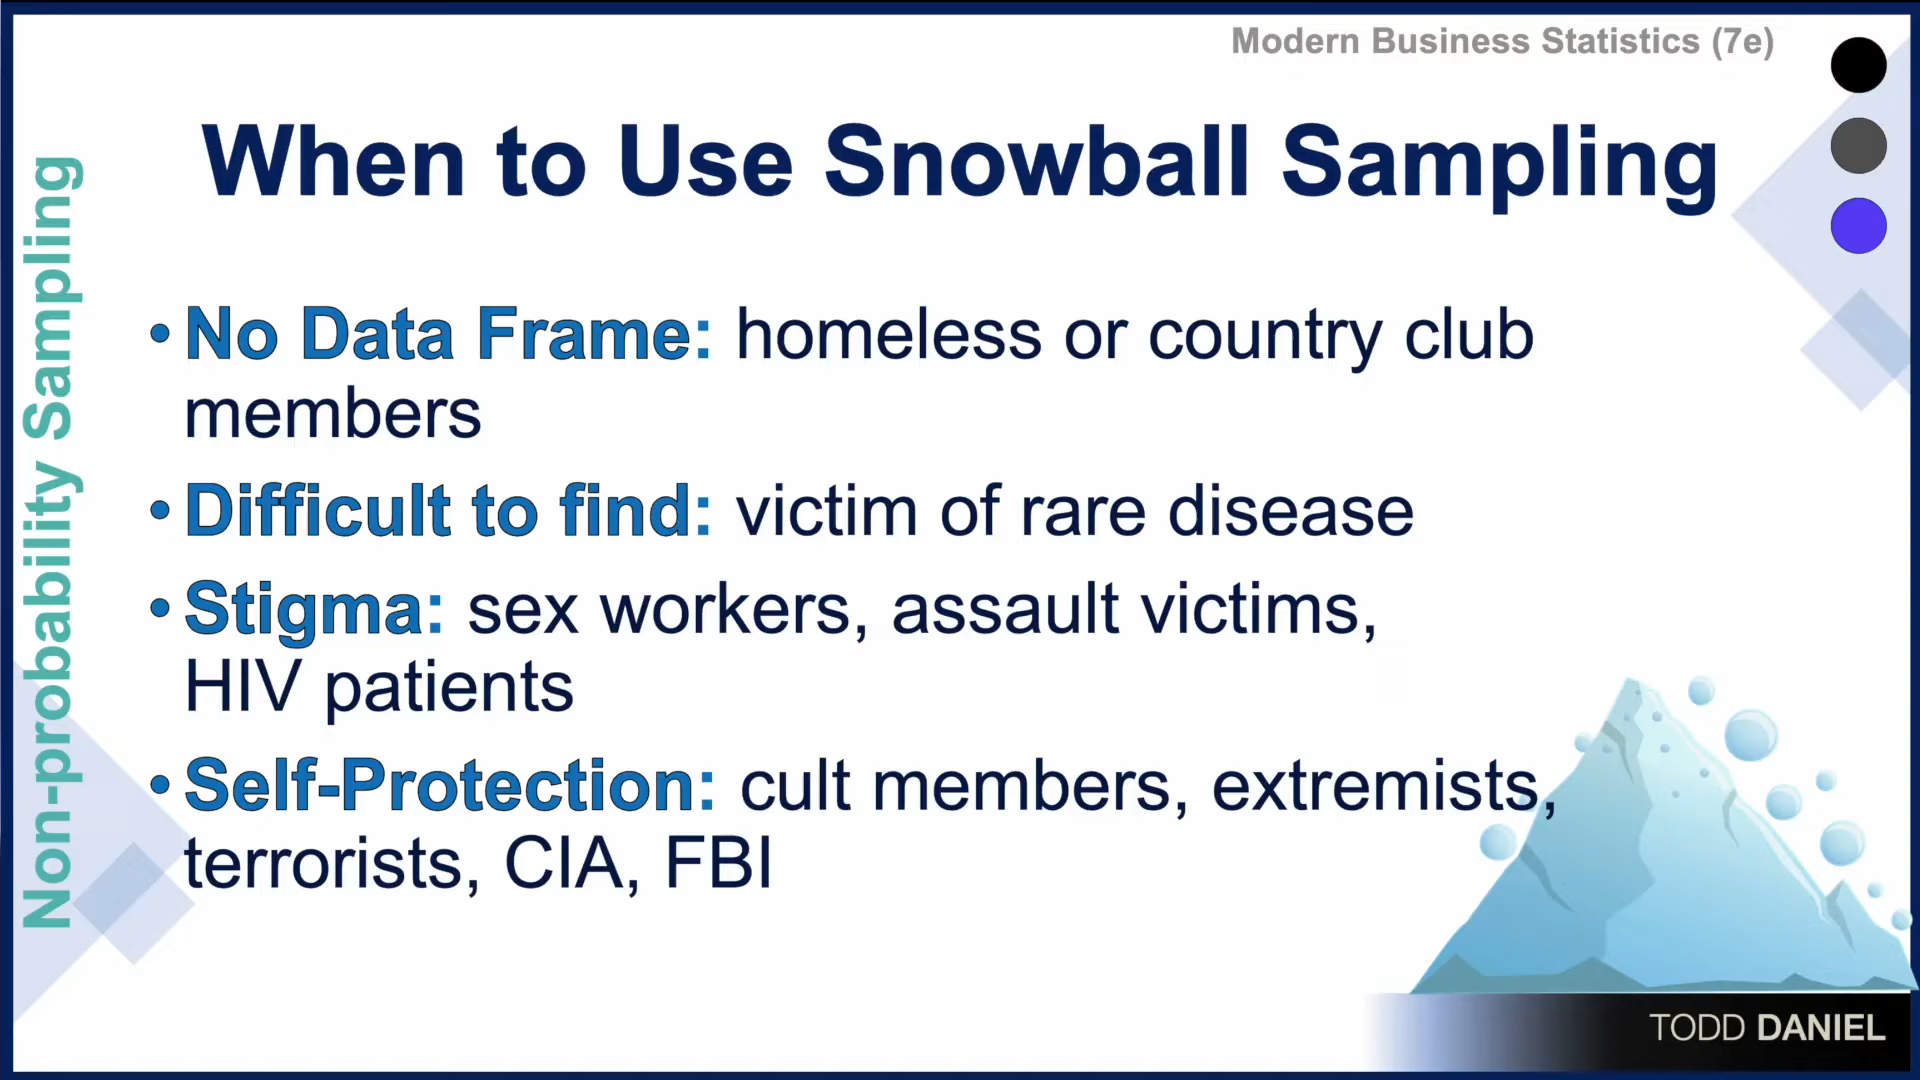 Modern Business Statistics (7e)
When to Use Snowball Sampling
Non-probability Sampling
• No Data Frame: homeless or country club
members
• Difficult to find: victim of rare disease
• Stigma: sex workers, assault victims,
HIV patients
• Self-Protection: cult members, extremists,
terrorists, CIA, FBI
TODD DANIEL